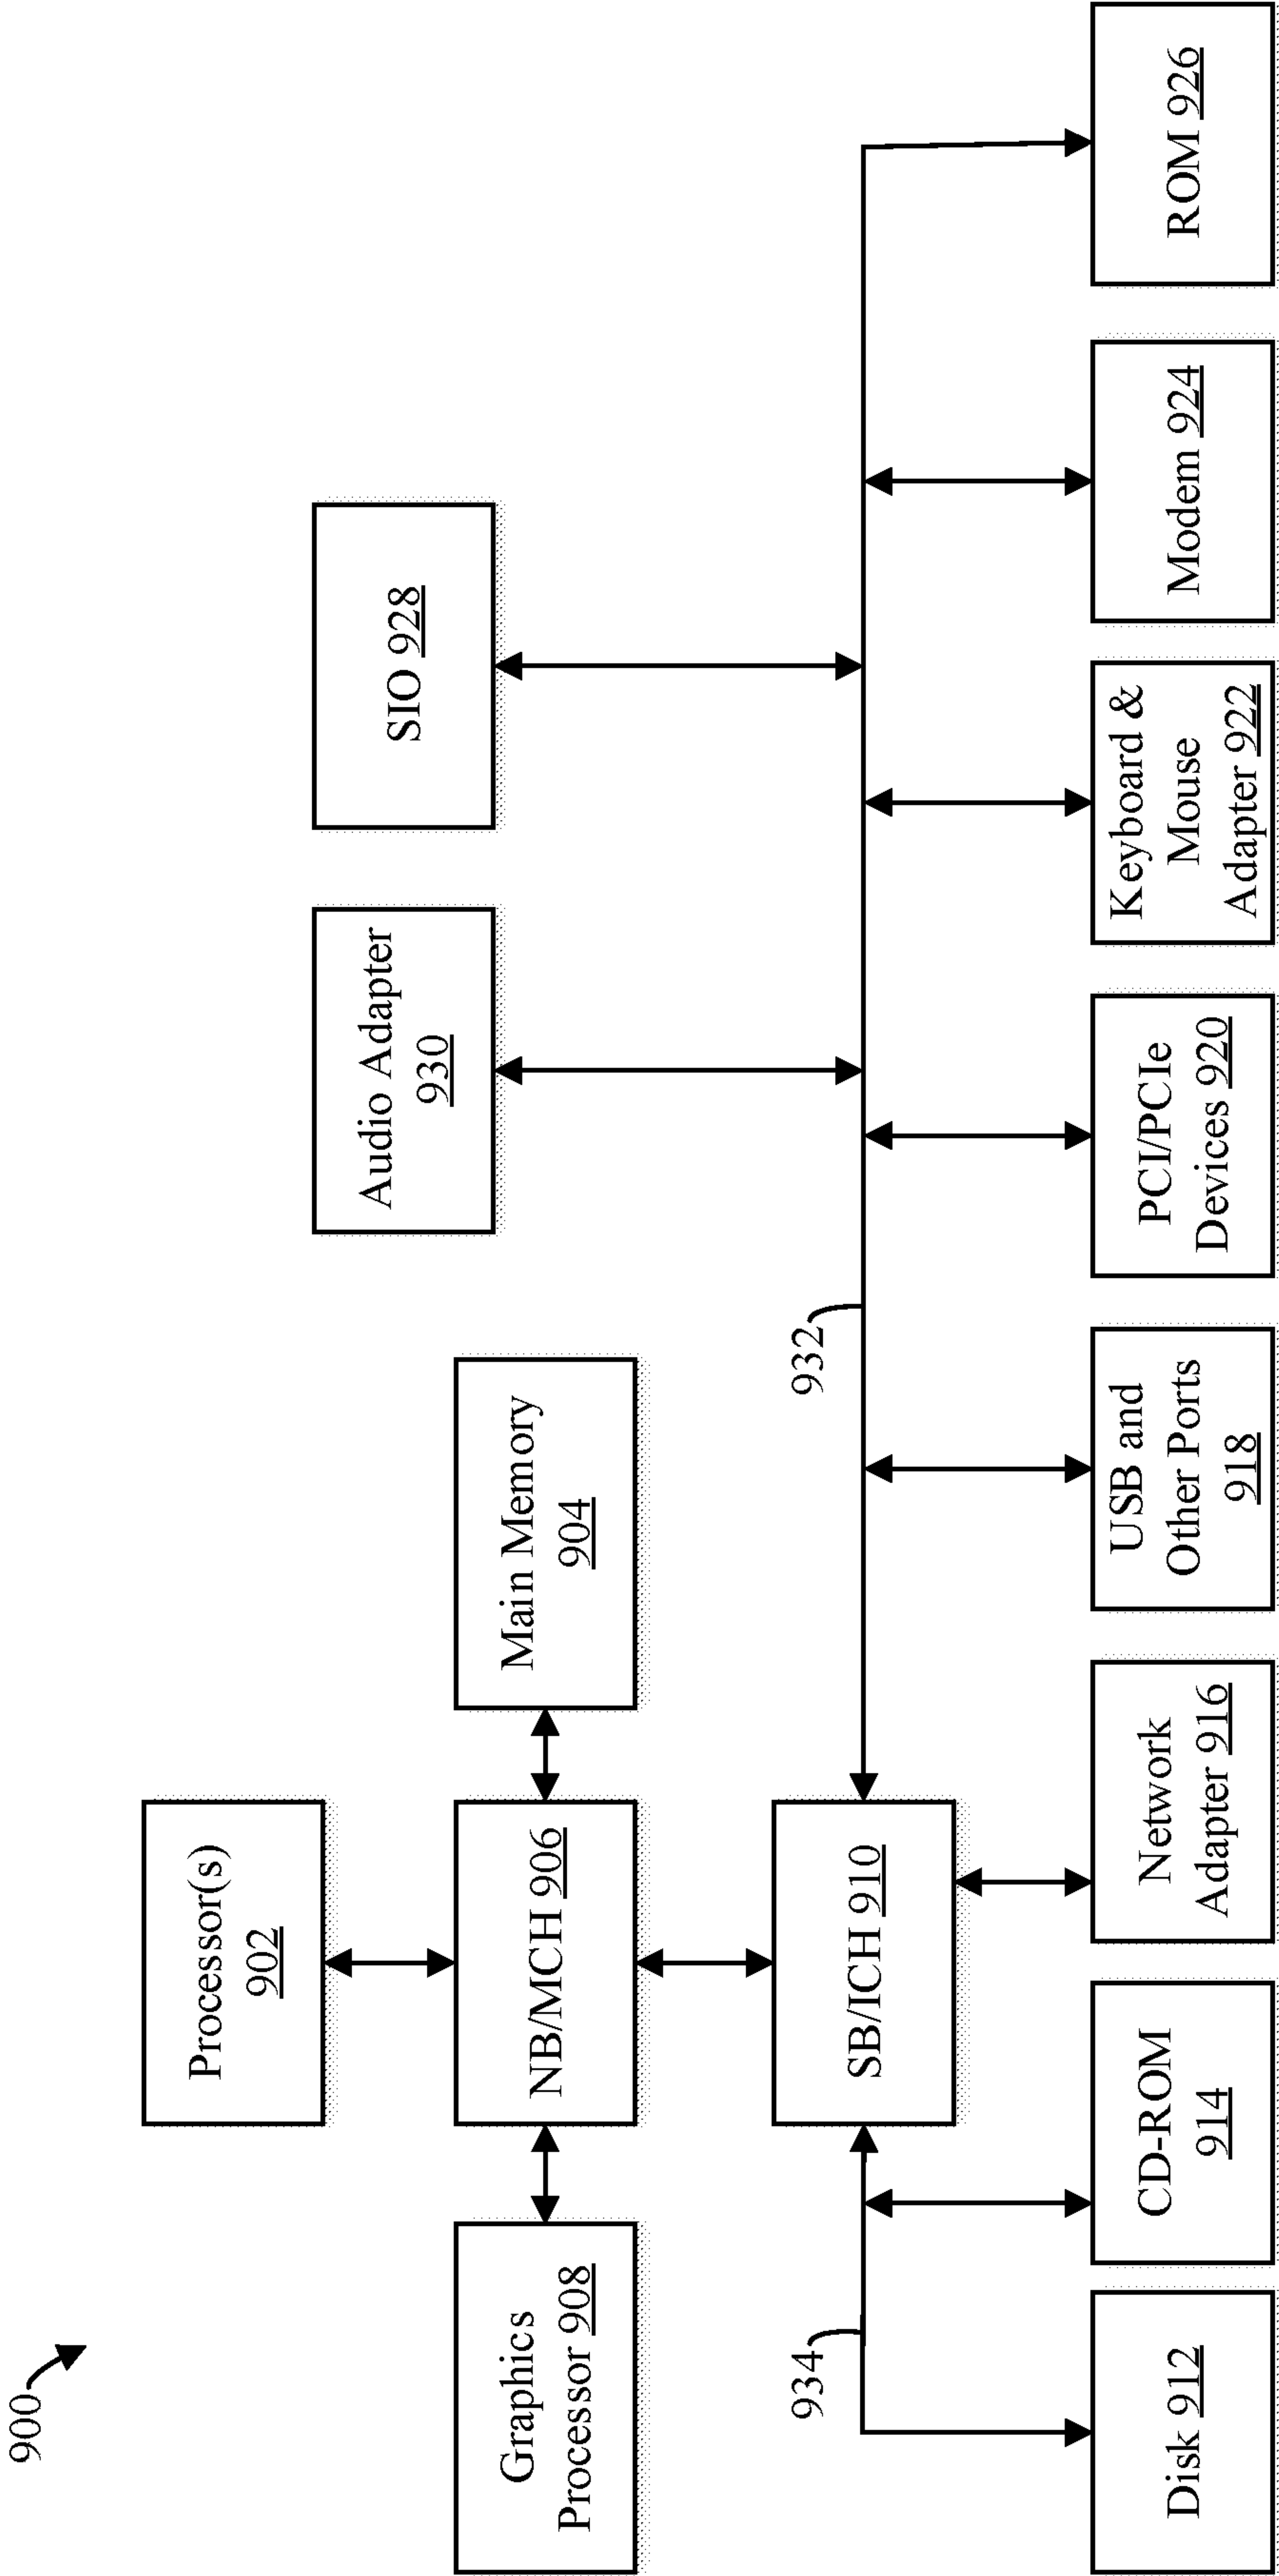 900
Processor(s)
902
Graphics
Processor 908
NB/MCH 906
Main Memory
904
Audio Adapter
930
SIO 928
934
SB/ICH 910
932
Disk 912
CD-ROM
914
Network
Adapter 916
USB and
Other Ports
918
PCI/PCIe
Devices 920
Keyboard &
Mouse
Adapter 922
Modem 924
ROM 926